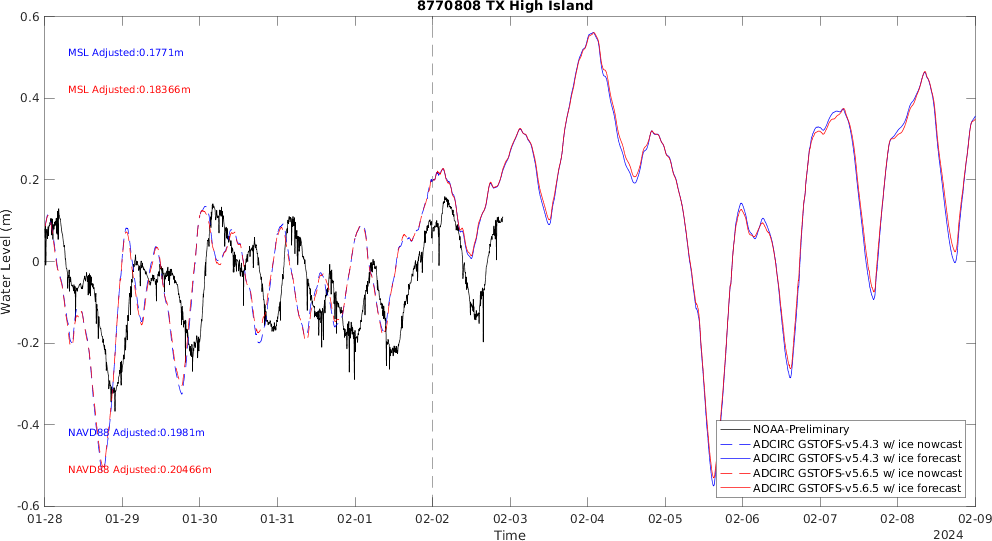 8770808 TX High Island
0.6
MSL Adjusted:0.1771m
0.4
MSL Adjusted:0.18366m
0.2
Water Level (m)
0
-0.2
-0.4
NAVD88 Adjusted:0.1981m
NOAA-Preliminary
ADCIRC GSTOFS-v5.4.3 w/ ice nowcast
ADCIRC GSTOFS-v5.4.3 w/ ice forecast
NAVD88 Adjusted:0.20466m
ADCIRC GSTOFS-v5.6.5 w/ ice nowcast
ADCIRC GSTOFS-v5.6.5 w/ ice forecast
-0.6
01-28 01-29 01-30 01-31 02-01 02-02 02-03 02-04 02-05 02-06 02-07 02-08 02-09
Time
2024